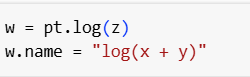 w = pt.log(z)
w.name = "log(x + y)"